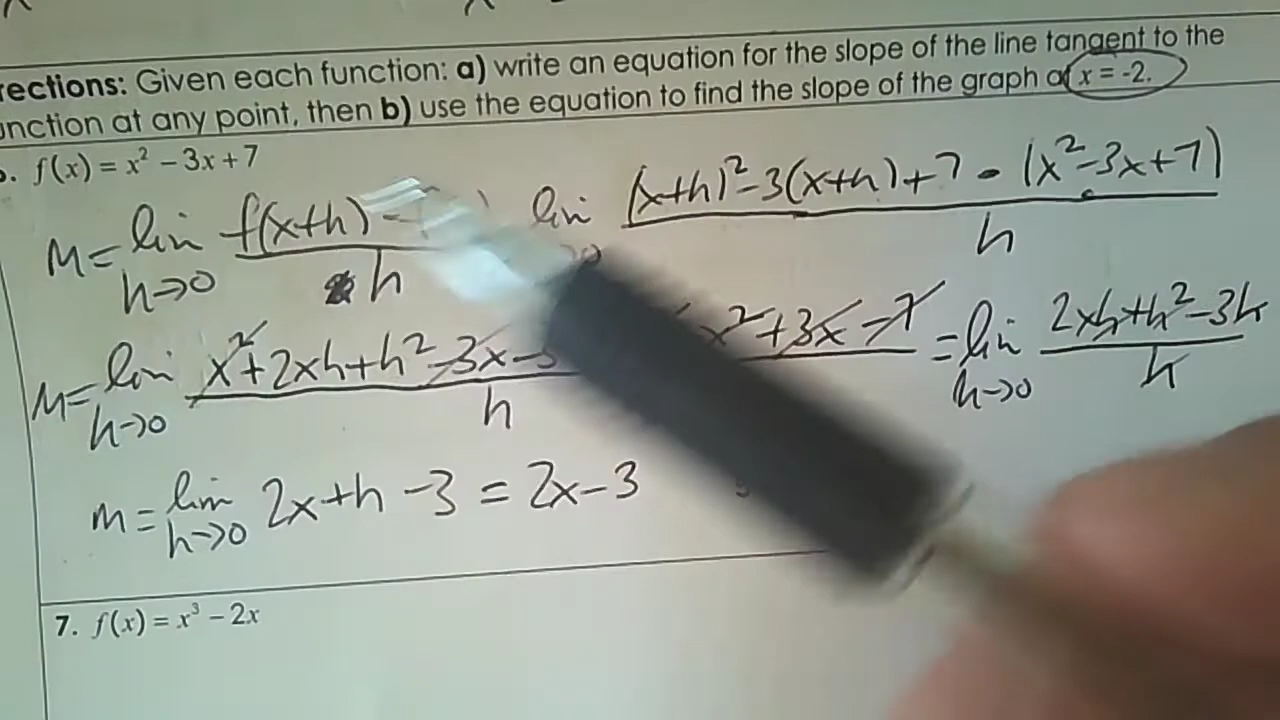 rections: Given each function: a) write an equation for the slope of the line tangent to the
unction at any point, then b) use the equation to find the slope of the graph at x = -2.
f(x) = x² − 3x + 7
M = lim h→0 f(x+h) − / h lim (x+h)² − 3(x+h) + 7 − (x² − 3x + 7) / h
M = lim h→0 x² + 2xh + h² − 3x − x² + 3x − 7 / h = lim h→0 2xh + h² − 3h / h
m = lim h→0 2x + h − 3 = 2x − 3
7. f(x) = x³ − 2x